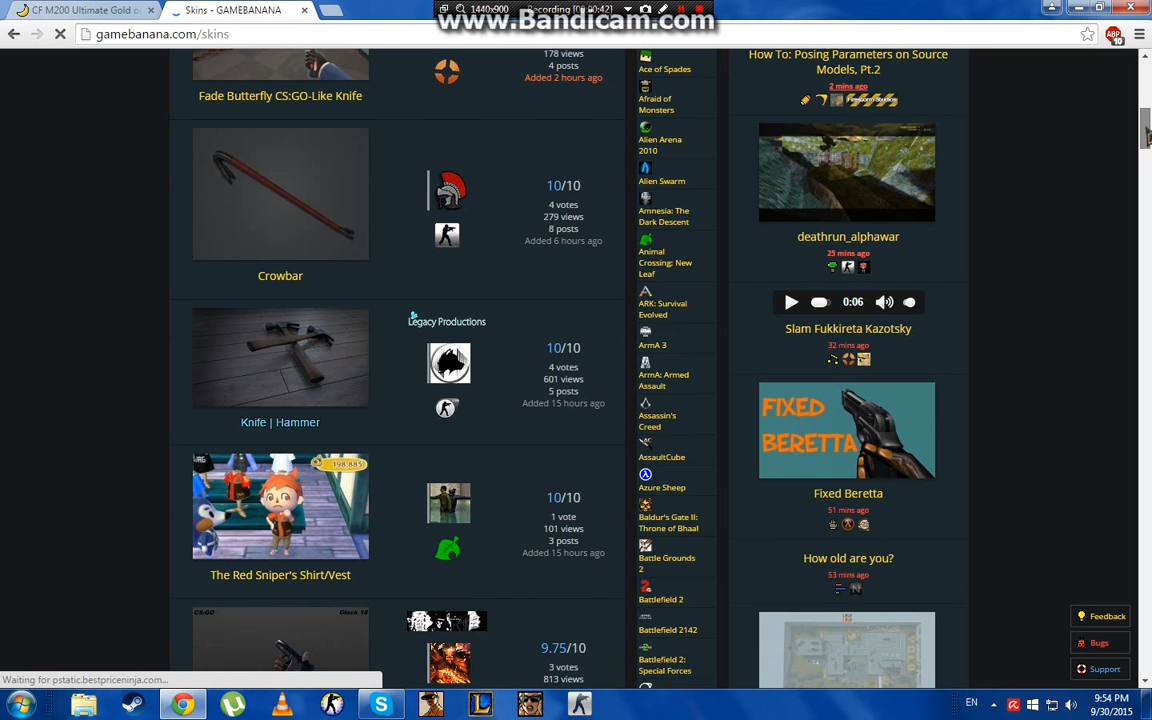 CF M200 Ultimate Gold o
Skins - GAMEBANANA
1440x900
Recording
www.Bandicam.com
gamebanana.com/skins
ABP
10
178 views
4 posts
Added 2 hours ago
Fade Butterfly CS:GO-Like Knife
10/10
4 votes
279 views
8 posts
Added 6 hours ago
Crowbar
Legacy Productions
10/10
4 votes
601 views
5 posts
Added 15 hours ago
Knife | Hammer
198,885
10/10
1 vote
101 views
3 posts
Added 15 hours ago
The Red Sniper's Shirt/Vest
CS:GO
Glock 18
9.75/10
3 votes
813 views
Ace of Spades
Afraid of
Monsters
Alien Arena
2010
Alien Swarm
Amnesia: The
Dark Descent
Animal
Crossing: New
Leaf
ARK: Survival
Evolved
ArmA 3
ArmA: Armed
Assault
Assassin's
Creed
AssaultCube
Azure Sheep
Baldur's Gate II:
Throne of Bhaal
Battle Grounds
2
Battlefield 2
Battlefield 2142
Battlefield 2:
Special Forces
How To: Posing Parameters on Source
Models, Pt.2
2 mins ago
deathrun_alphawar
25 mins ago
0:06
Slam Fukkireta Kazotsky
32 mins ago
FIXED
BERETTA
Fixed Beretta
51 mins ago
How old are you?
53 mins ago
Feedback
Bugs
Support
Waiting for pstatic.bestpriceninja.com...
EN
9:54 PM
9/30/2015